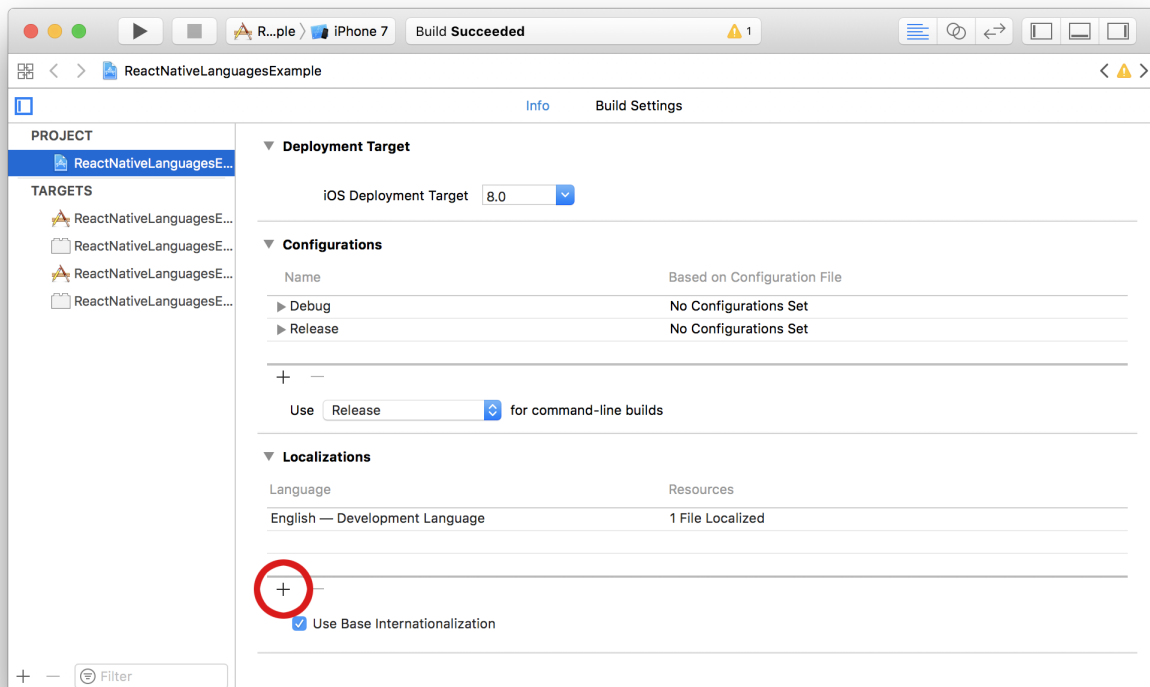 R...ple
iPhone 7
Build Succeeded
1
ReactNativeLanguagesExample
Info
Build Settings
PROJECT
ReactNativeLanguagesE...
TARGETS
ReactNativeLanguagesE...
ReactNativeLanguagesE...
ReactNativeLanguagesE...
ReactNativeLanguagesE...
Filter
Deployment Target
iOS Deployment Target 8.0
Configurations
Name Based on Configuration File
Debug No Configurations Set
Release No Configurations Set
Use Release for command-line builds
Localizations
Language Resources
English — Development Language 1 File Localized
Use Base Internationalization